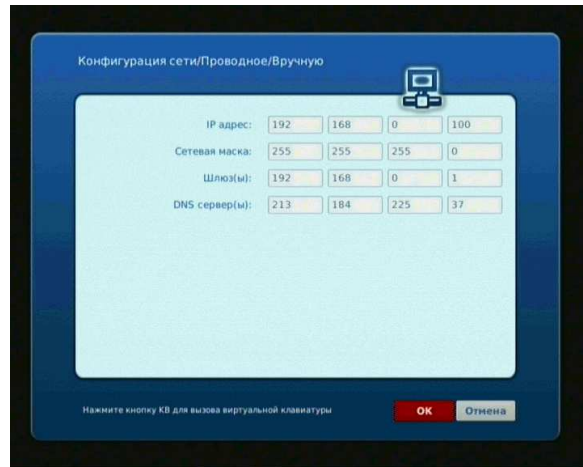 Конфигурация сети/Проводное/Вручную
IP адрес: 192 168 0 100
Сетевая маска: 255 255 255 0
Шлюз(ы): 192 168 0 1
DNS сервер(ы): 213 184 225 37
Нажмите кнопку КВ для вызова виртуальной клавиатуры OK Отмена